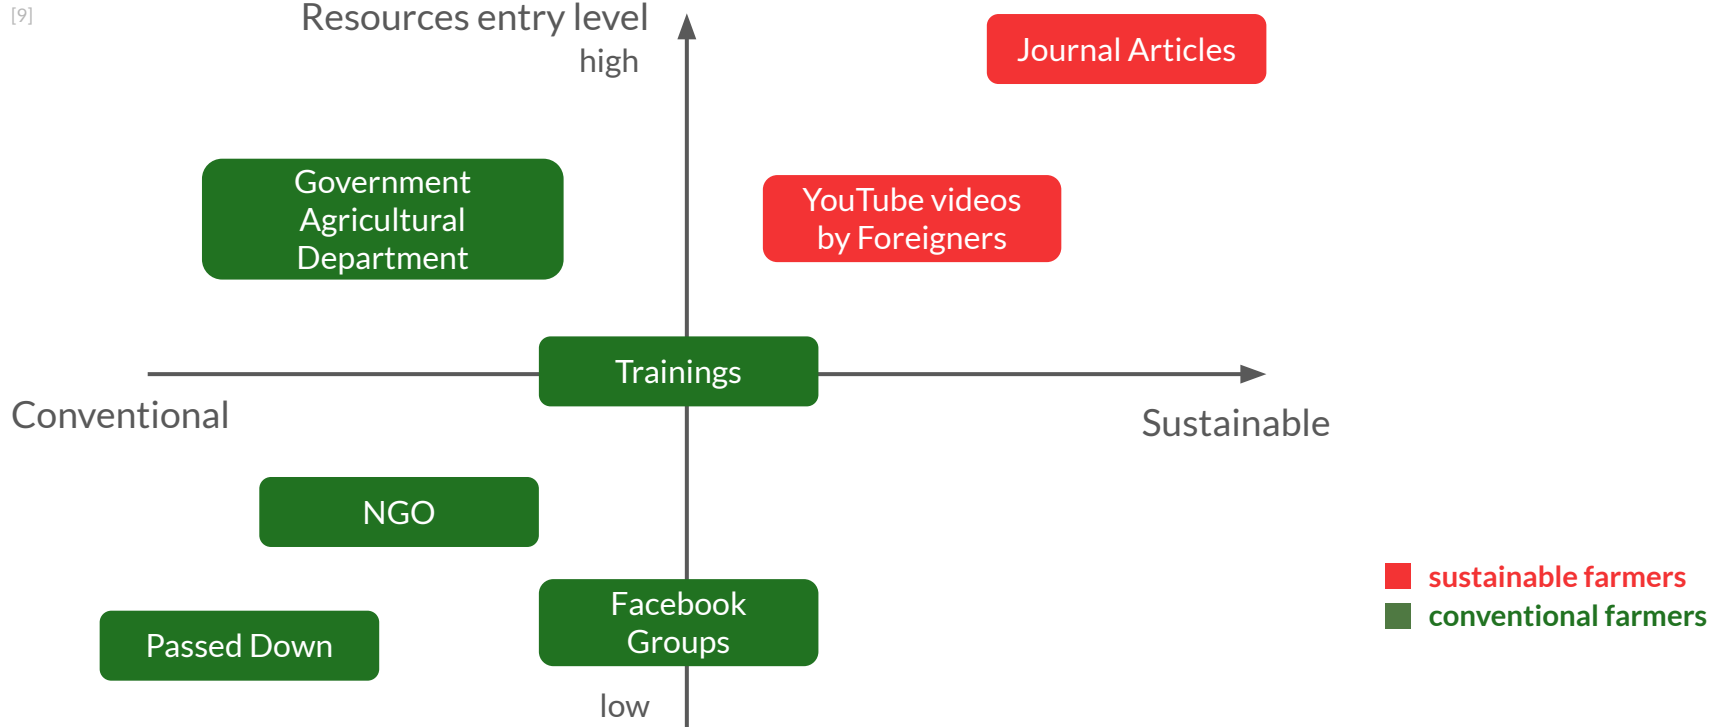 [9]
Resources entry level
high
Journal Articles
Government
Agricultural
Department
YouTube videos
by Foreigners
Trainings
Conventional
Sustainable
NGO
Facebook
Groups
Passed Down
low
sustainable farmers
conventional farmers